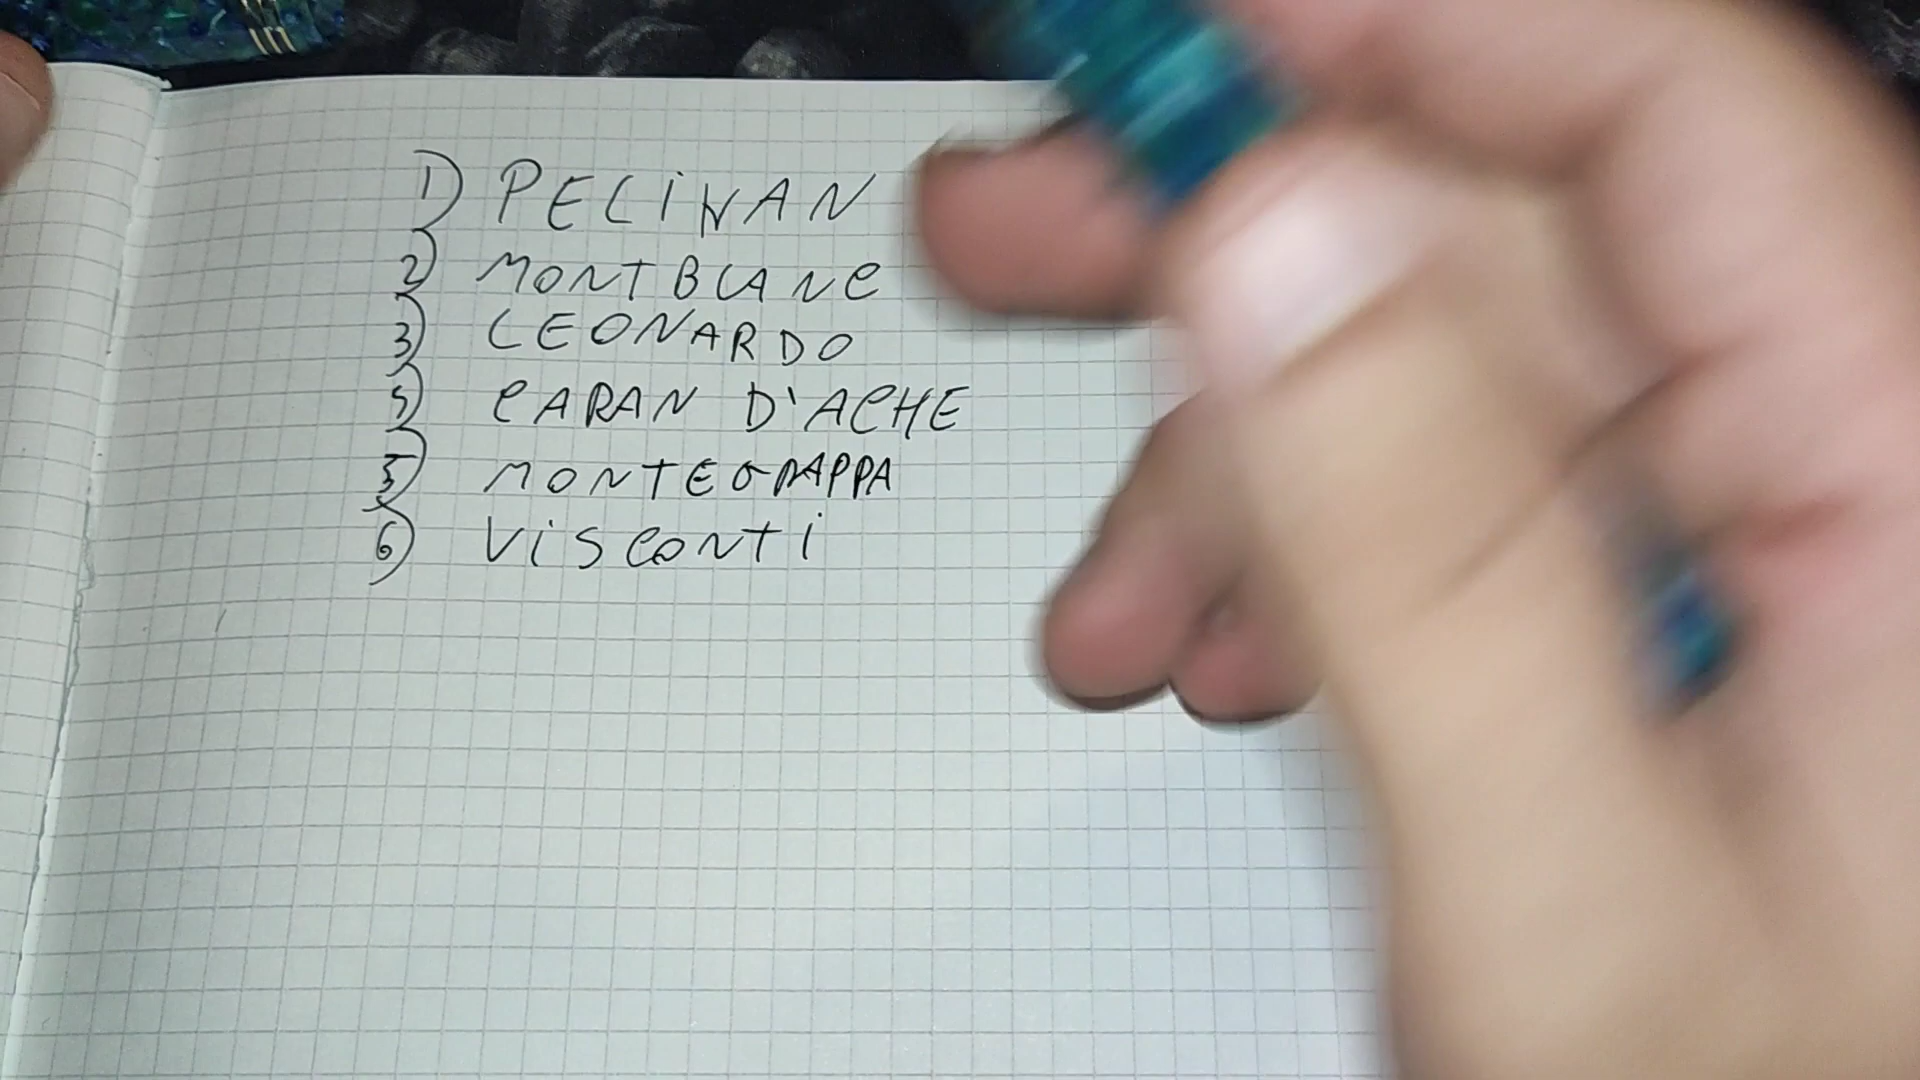 1) PELiKAN
2) MONTBLANC
3) LEONARDO
4) CARAN D'ACHE
5) MONTEGRAPPA
6) ViSCONTi